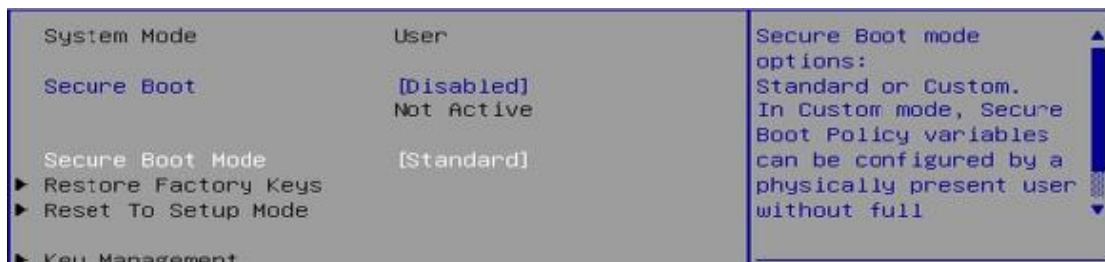 System Mode User
Secure Boot [Disabled]
Not Active
Secure Boot Mode [Standard]
Restore Factory Keys
Reset To Setup Mode
Key Management
Secure Boot mode
options:
Standard or Custom.
In Custom mode, Secure
Boot Policy variables
can be configured by a
physically present user
without full